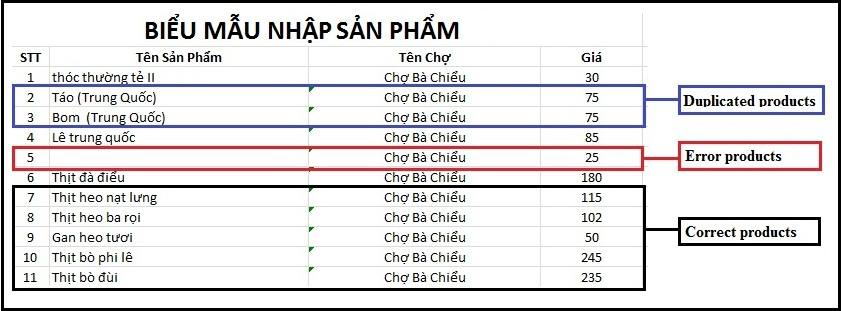 BIỂU MẪU NHẬP SẢN PHẨM
STT Tên Sản Phẩm Tên Chợ Giá
1 thóc thường tẻ II Chợ Bà Chiểu 30
2 Táo (Trung Quốc) Chợ Bà Chiểu 75
Duplicated products
3 Bom (Trung Quốc) Chợ Bà Chiểu 75
4 Lê trung quốc Chợ Bà Chiểu 85
5 Chợ Bà Chiểu 25
Error products
6 Thịt đà điểu Chợ Bà Chiểu 180
7 Thịt heo nạt lưng Chợ Bà Chiểu 115
8 Thịt heo ba rọi Chợ Bà Chiểu 102
9 Gan heo tươi Chợ Bà Chiểu 50
Correct products
10 Thịt bò phi lê Chợ Bà Chiểu 245
11 Thịt bò đùi Chợ Bà Chiểu 235